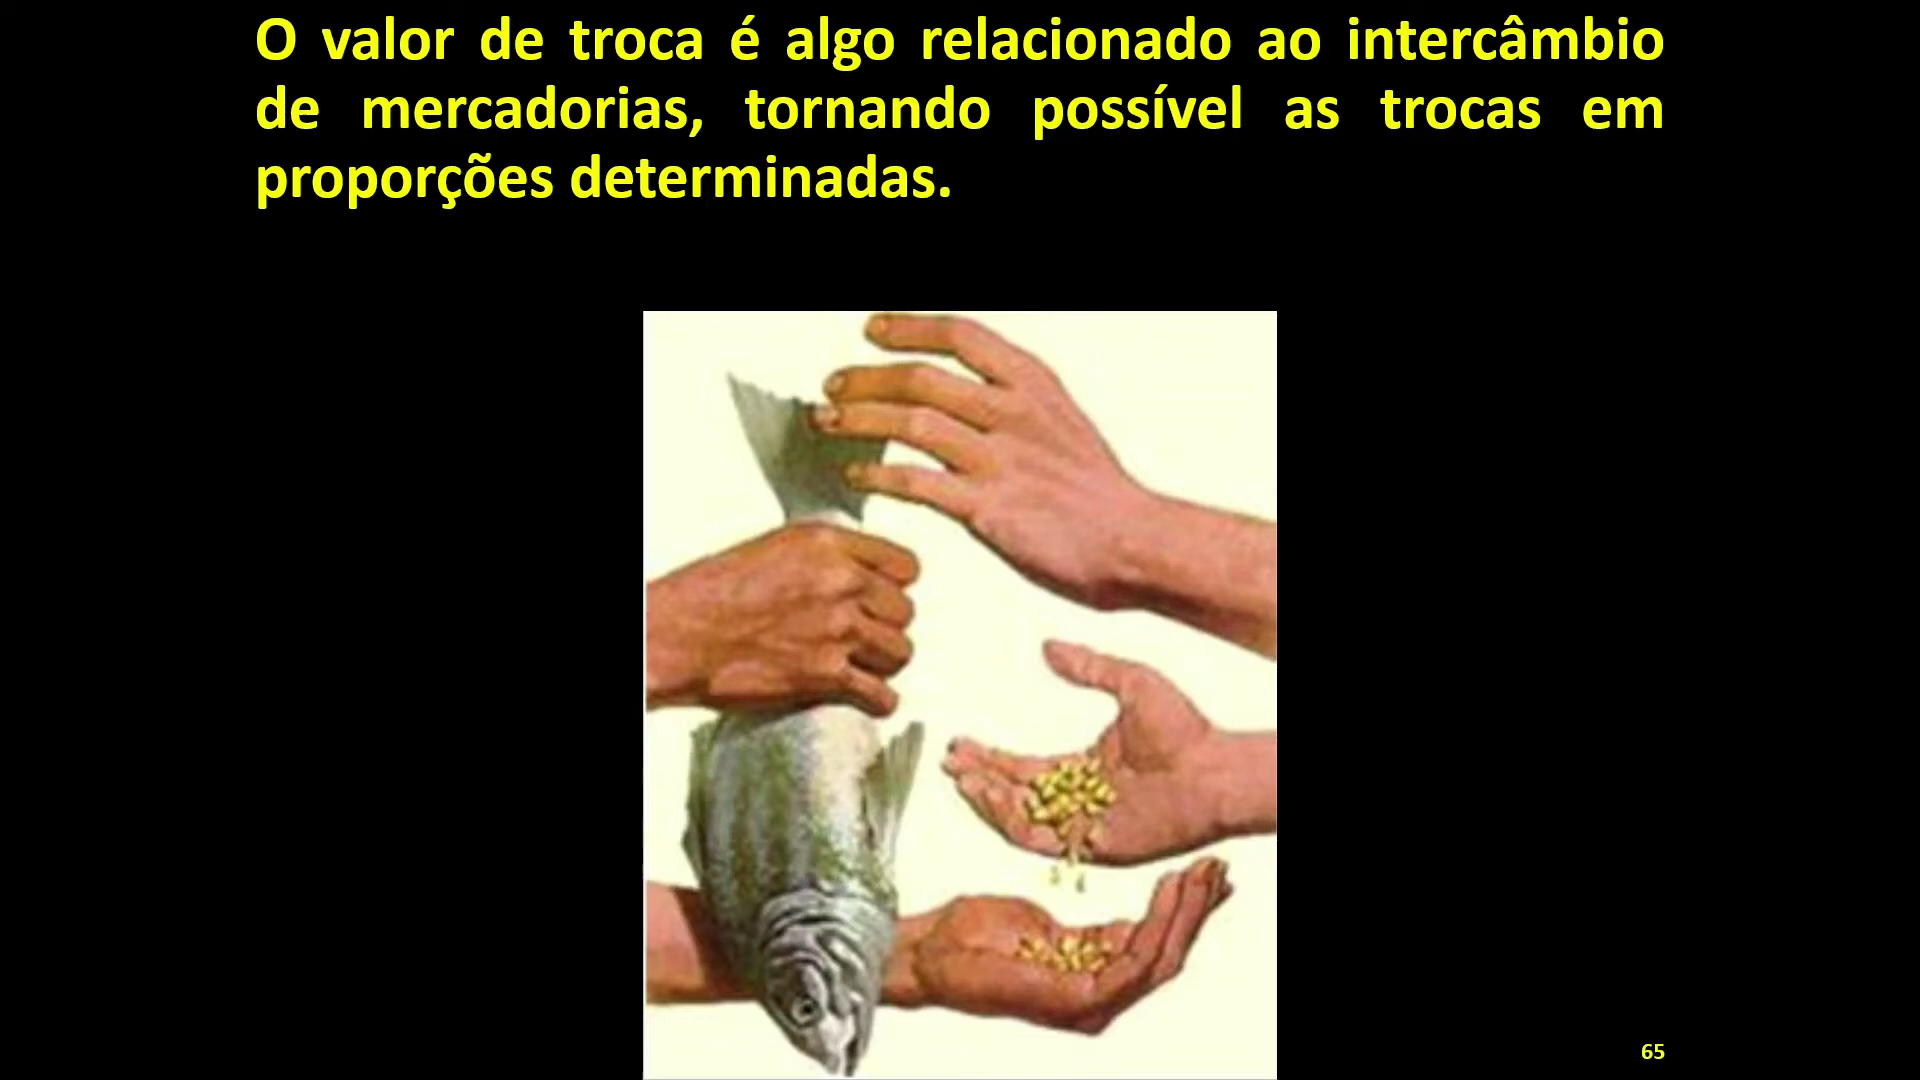 O valor de troca é algo relacionado ao intercâmbio
de mercadorias, tornando possível as trocas em
proporções determinadas.
65